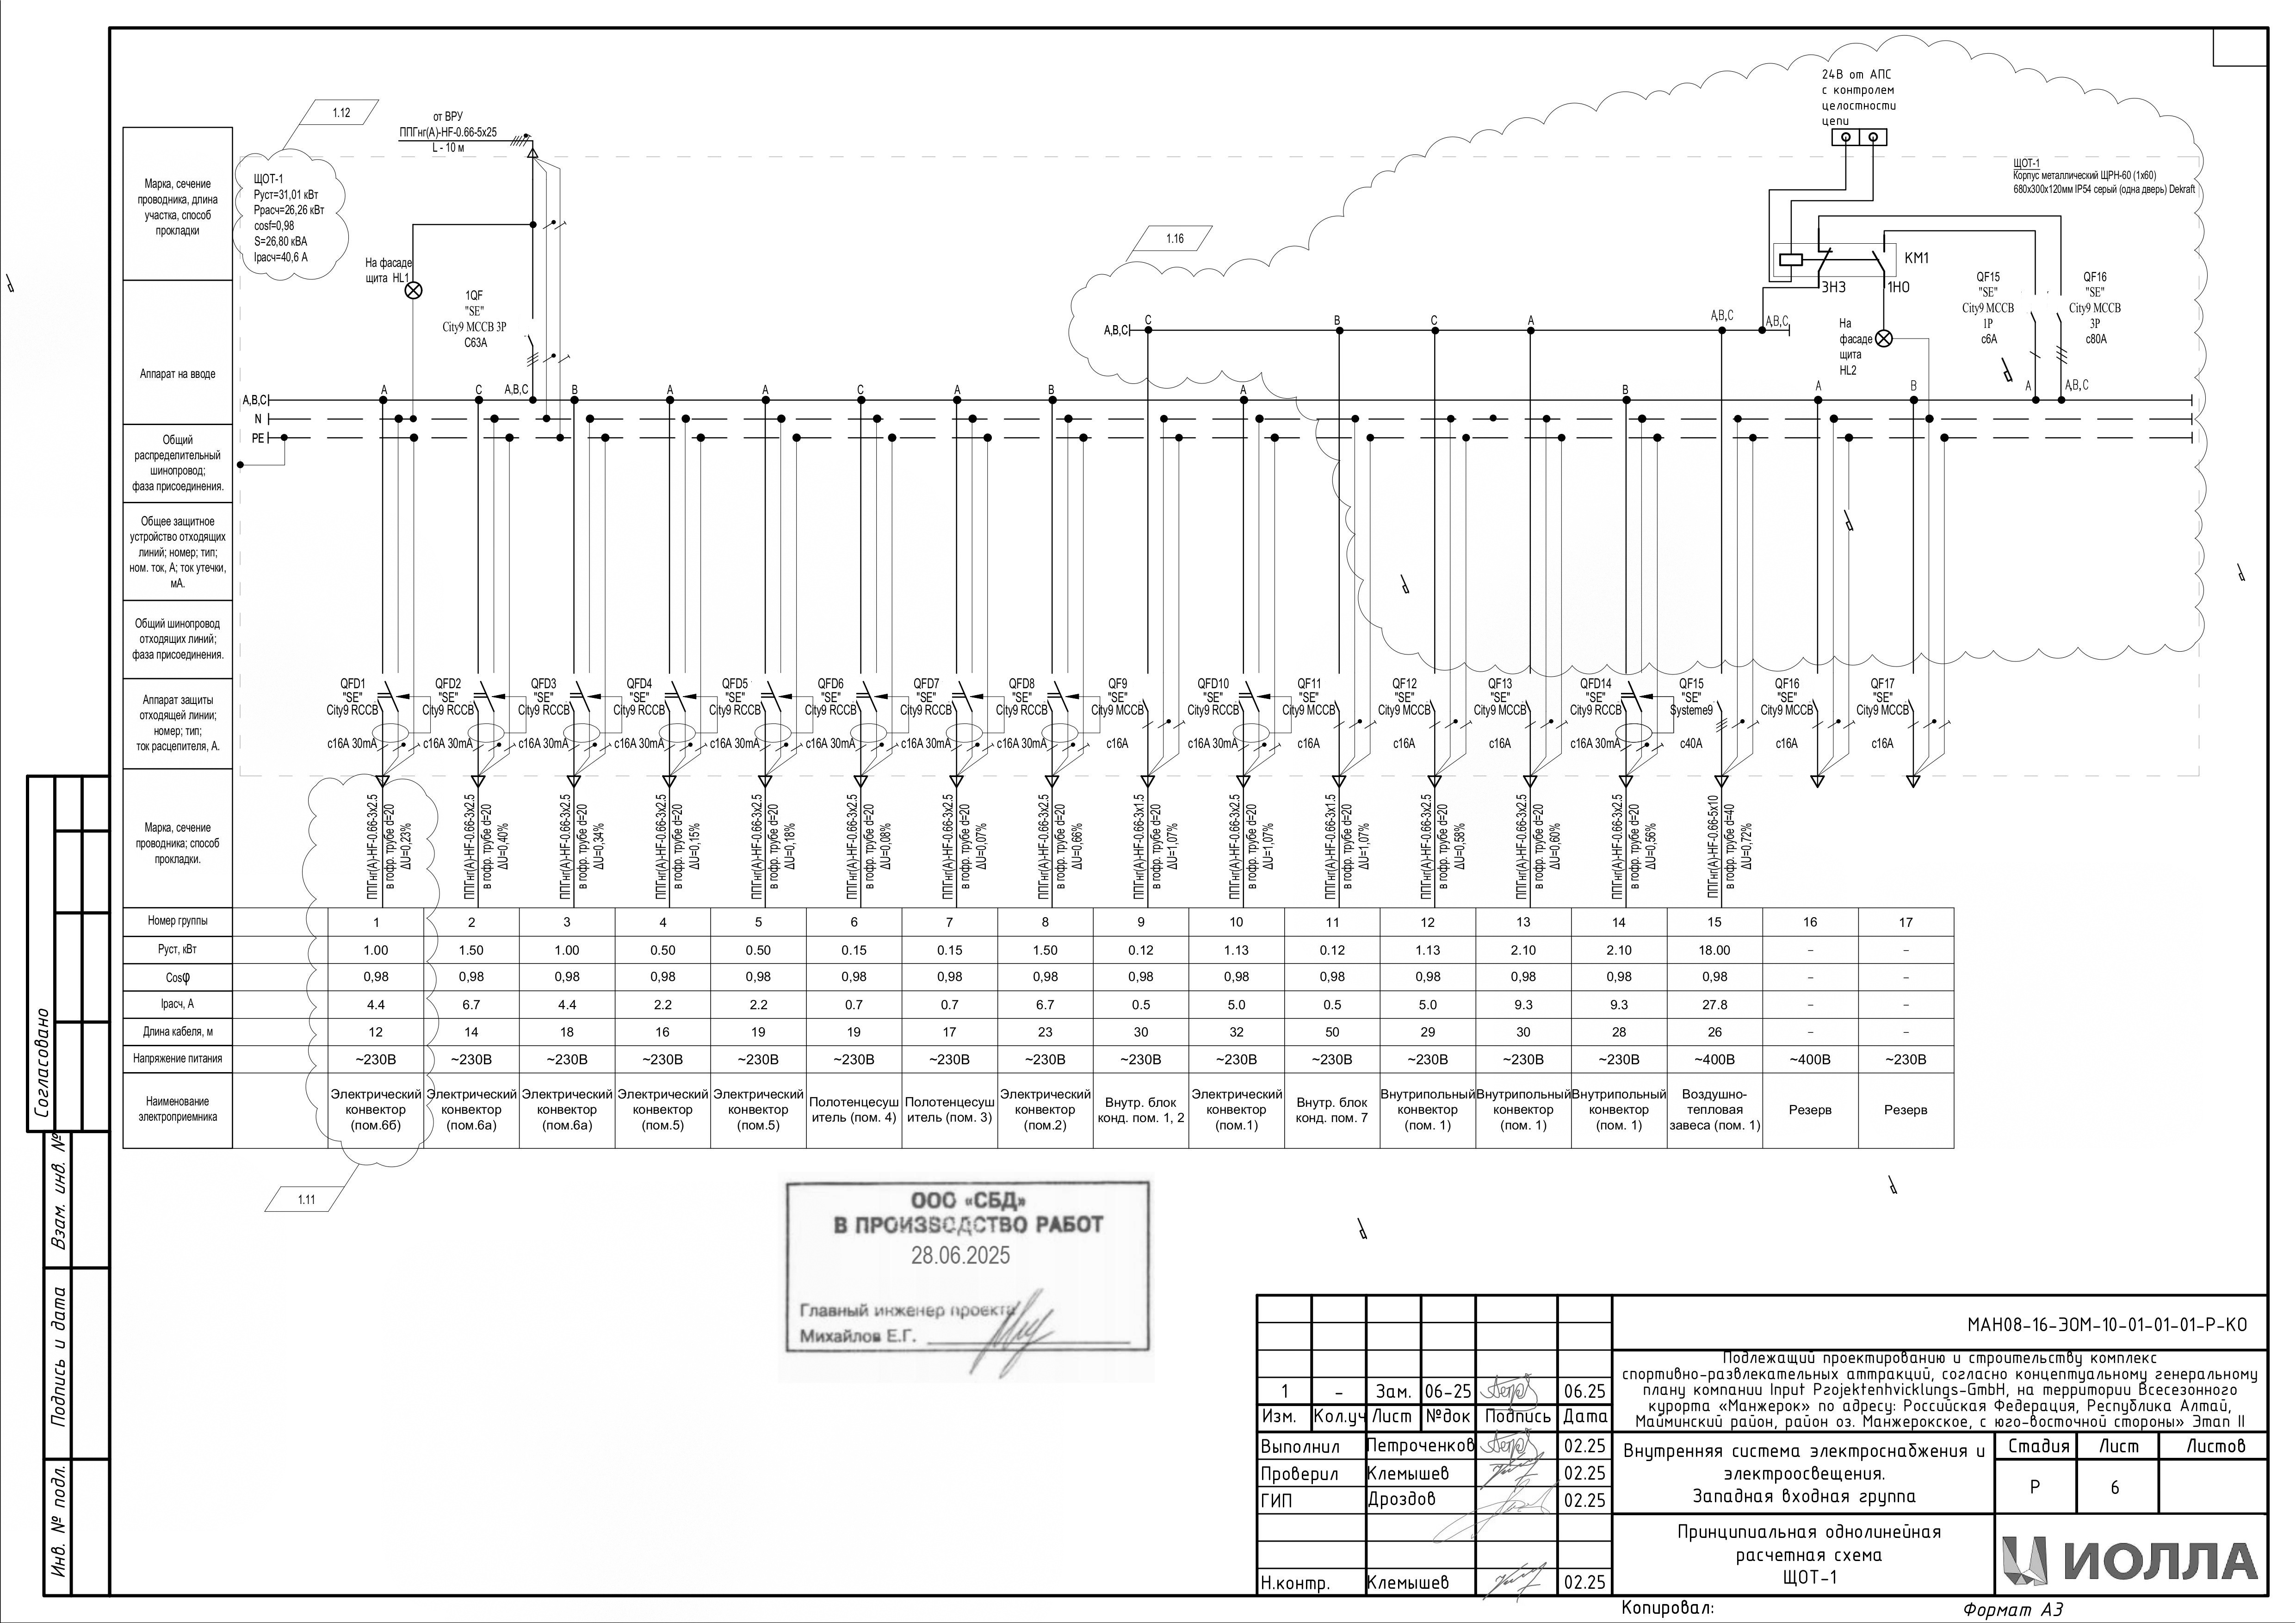 1.12
от ВРУ
ППГнг(А)-HF-0.66-5х25
L - 10 м
24В от АПС
с контролем
целостности
цепи
ЩОТ-1
Корпус металлический ЩРН-60 (1х60)
680х300х120мм IP54 серый (одна дверь) Dekraft
Марка, сечение
проводника, длина
участка, способ
прокладки
ЩОТ-1
Руст=31,01 кВт
Ррасч=26,26 кВт
cosf=0,98
S=26,80 кВА
Iрасч=40,6 А
На фасаде
щита HL1
1QF
"SE"
City9 MCCB 3P
C63A
1.16
КМ1
3НЗ
1НО
QF15
"SE"
City9 MCCB
1P
c6A
QF16
"SE"
City9 MCCB
3P
c80A
На
фасаде
щита
HL2
A,B,C
C
B
C
A
A,B,C
A,B,C
Аппарат на вводе
A,B,C
A
C
A,B,C
B
A
A
C
A
B
A
B
A
B
A
A,B,C
N
PE
Общий
распределительный
шинопровод;
фаза присоединения.
Общее защитное
устройство отходящих
линий; номер; тип;
ном. ток, А; ток утечки,
мА.
Общий шинопровод
отходящих линий;
фаза присоединения.
Аппарат защиты
отходящей линии;
номер; тип;
ток расцепителя, А.
QFD1 "SE" City9 RCCB c16A 30mA
QFD2 "SE" City9 RCCB c16A 30mA
QFD3 "SE" City9 RCCB c16A 30mA
QFD4 "SE" City9 RCCB c16A 30mA
QFD5 "SE" City9 RCCB c16A 30mA
QFD6 "SE" City9 RCCB c16A 30mA
QFD7 "SE" City9 RCCB c16A 30mA
QFD8 "SE" City9 RCCB c16A 30mA
QF9 "SE" City9 MCCB c16A
QFD10 "SE" City9 RCCB c16A 30mA
QF11 "SE" City9 MCCB c16A
QF12 "SE" City9 MCCB c16A
QF13 "SE" City9 MCCB c16A
QFD14 "SE" City9 RCCB c16A 30mA
QF15 "SE" Systeme9 c40A
QF16 "SE" City9 MCCB c16A
QF17 "SE" City9 MCCB c16A
Марка, сечение
проводника; способ
прокладки.
ППГнг(А)-HF-0.66-3х2.5 в гофр. трубе d=20 ΔU=0,23%
ППГнг(А)-HF-0.66-3х2.5 в гофр. трубе d=20 ΔU=0,40%
ППГнг(А)-HF-0.66-3х2.5 в гофр. трубе d=20 ΔU=0,34%
ППГнг(А)-HF-0.66-3х2.5 в гофр. трубе d=20 ΔU=0,15%
ППГнг(А)-HF-0.66-3х2.5 в гофр. трубе d=20 ΔU=0,18%
ППГнг(А)-HF-0.66-3х2.5 в гофр. трубе d=20 ΔU=0,08%
ППГнг(А)-HF-0.66-3х2.5 в гофр. трубе d=20 ΔU=0,07%
ППГнг(А)-HF-0.66-3х2.5 в гофр. трубе d=20 ΔU=0,66%
ППГнг(А)-HF-0.66-3х1.5 в гофр. трубе d=20 ΔU=1,07%
ППГнг(А)-HF-0.66-3х2.5 в гофр. трубе d=20 ΔU=1,07%
ППГнг(А)-HF-0.66-3х1.5 в гофр. трубе d=20 ΔU=1,07%
ППГнг(А)-HF-0.66-3х2.5 в гофр. трубе d=20 ΔU=0,58%
ППГнг(А)-HF-0.66-3х2.5 в гофр. трубе d=20 ΔU=0,60%
ППГнг(А)-HF-0.66-3х2.5 в гофр. трубе d=20 ΔU=0,56%
ППГнг(А)-HF-0.66-5х10 в гофр. трубе d=40 ΔU=0,72%
Номер группы 1 2 3 4 5 6 7 8 9 10 11 12 13 14 15 16 17
Руст, кВт 1.00 1.50 1.00 0.50 0.50 0.15 0.15 1.50 0.12 1.13 0.12 1.13 2.10 2.10 18.00 – –
Cosφ 0,98 0,98 0,98 0,98 0,98 0,98 0,98 0,98 0,98 0,98 0,98 0,98 0,98 0,98 0,98 – –
Iрасч, А 4.4 6.7 4.4 2.2 2.2 0.7 0.7 6.7 0.5 5.0 0.5 5.0 9.3 9.3 27.8 – –
Длина кабеля, м 12 14 18 16 19 19 17 23 30 32 50 29 30 28 26 – –
Напряжение питания ~230В ~230В ~230В ~230В ~230В ~230В ~230В ~230В ~230В ~230В ~230В ~230В ~230В ~230В ~400В ~400В ~230В
Наименование
электроприемника
Электрический конвектор (пом.6б)
Электрический конвектор (пом.6а)
Электрический конвектор (пом.6а)
Электрический конвектор (пом.5)
Электрический конвектор (пом.5)
Полотенцесуш итель (пом. 4)
Полотенцесуш итель (пом. 3)
Электрический конвектор (пом.2)
Внутр. блок конд. пом. 1, 2
Электрический конвектор (пом.1)
Внутр. блок конд. пом. 7
Внутрипольный конвектор (пом. 1)
Внутрипольный конвектор (пом. 1)
Внутрипольный конвектор (пом. 1)
Воздушно-тепловая завеса (пом. 1)
Резерв
Резерв
1.11
ООО «СБД»
В ПРОИЗВОДСТВО РАБОТ
28.06.2025
Главный инженер проекта
Михайлов Е.Г.
Согласовано
Взам. инв. №
Подпись и дата
Инв. № подл.
МАН08-16-ЭОМ-10-01-01-01-Р-КО
Подлежащий проектированию и строительству комплекс
спортивно-развлекательных аттракций, согласно концептуальному генеральному
плану компании Input Projektenhvicklungs-GmbH, на территории Всесезонного
курорта «Манжерок» по адресу: Российская Федерация, Республика Алтай,
Майминский район, район оз. Манжерокское, с юго-восточной стороны» Этап II
1 – Зам. 06-25 06.25
Изм. Кол.уч Лист №док Подпись Дата
Выполнил Петроченков 02.25
Проверил Клемышев 02.25
ГИП Дроздов 02.25
Н.контр. Клемышев 02.25
Внутренняя система электроснабжения и
электроосвещения.
Западная входная группа
Стадия Лист Листов
Р 6
Принципиальная однолинейная
расчетная схема
ЩОТ-1
ИОЛЛА
Копировал:
Формат А3